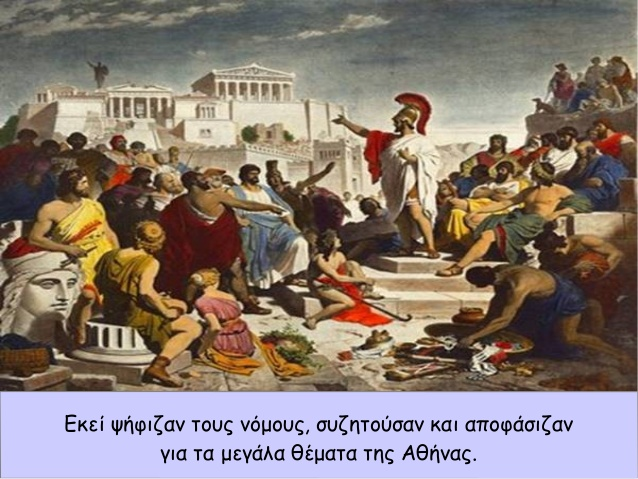 Εκεί ψήφιζαν τους νόμους, συζητούσαν και αποφάσιζαν
για τα μεγάλα θέματα της Αθήνας.